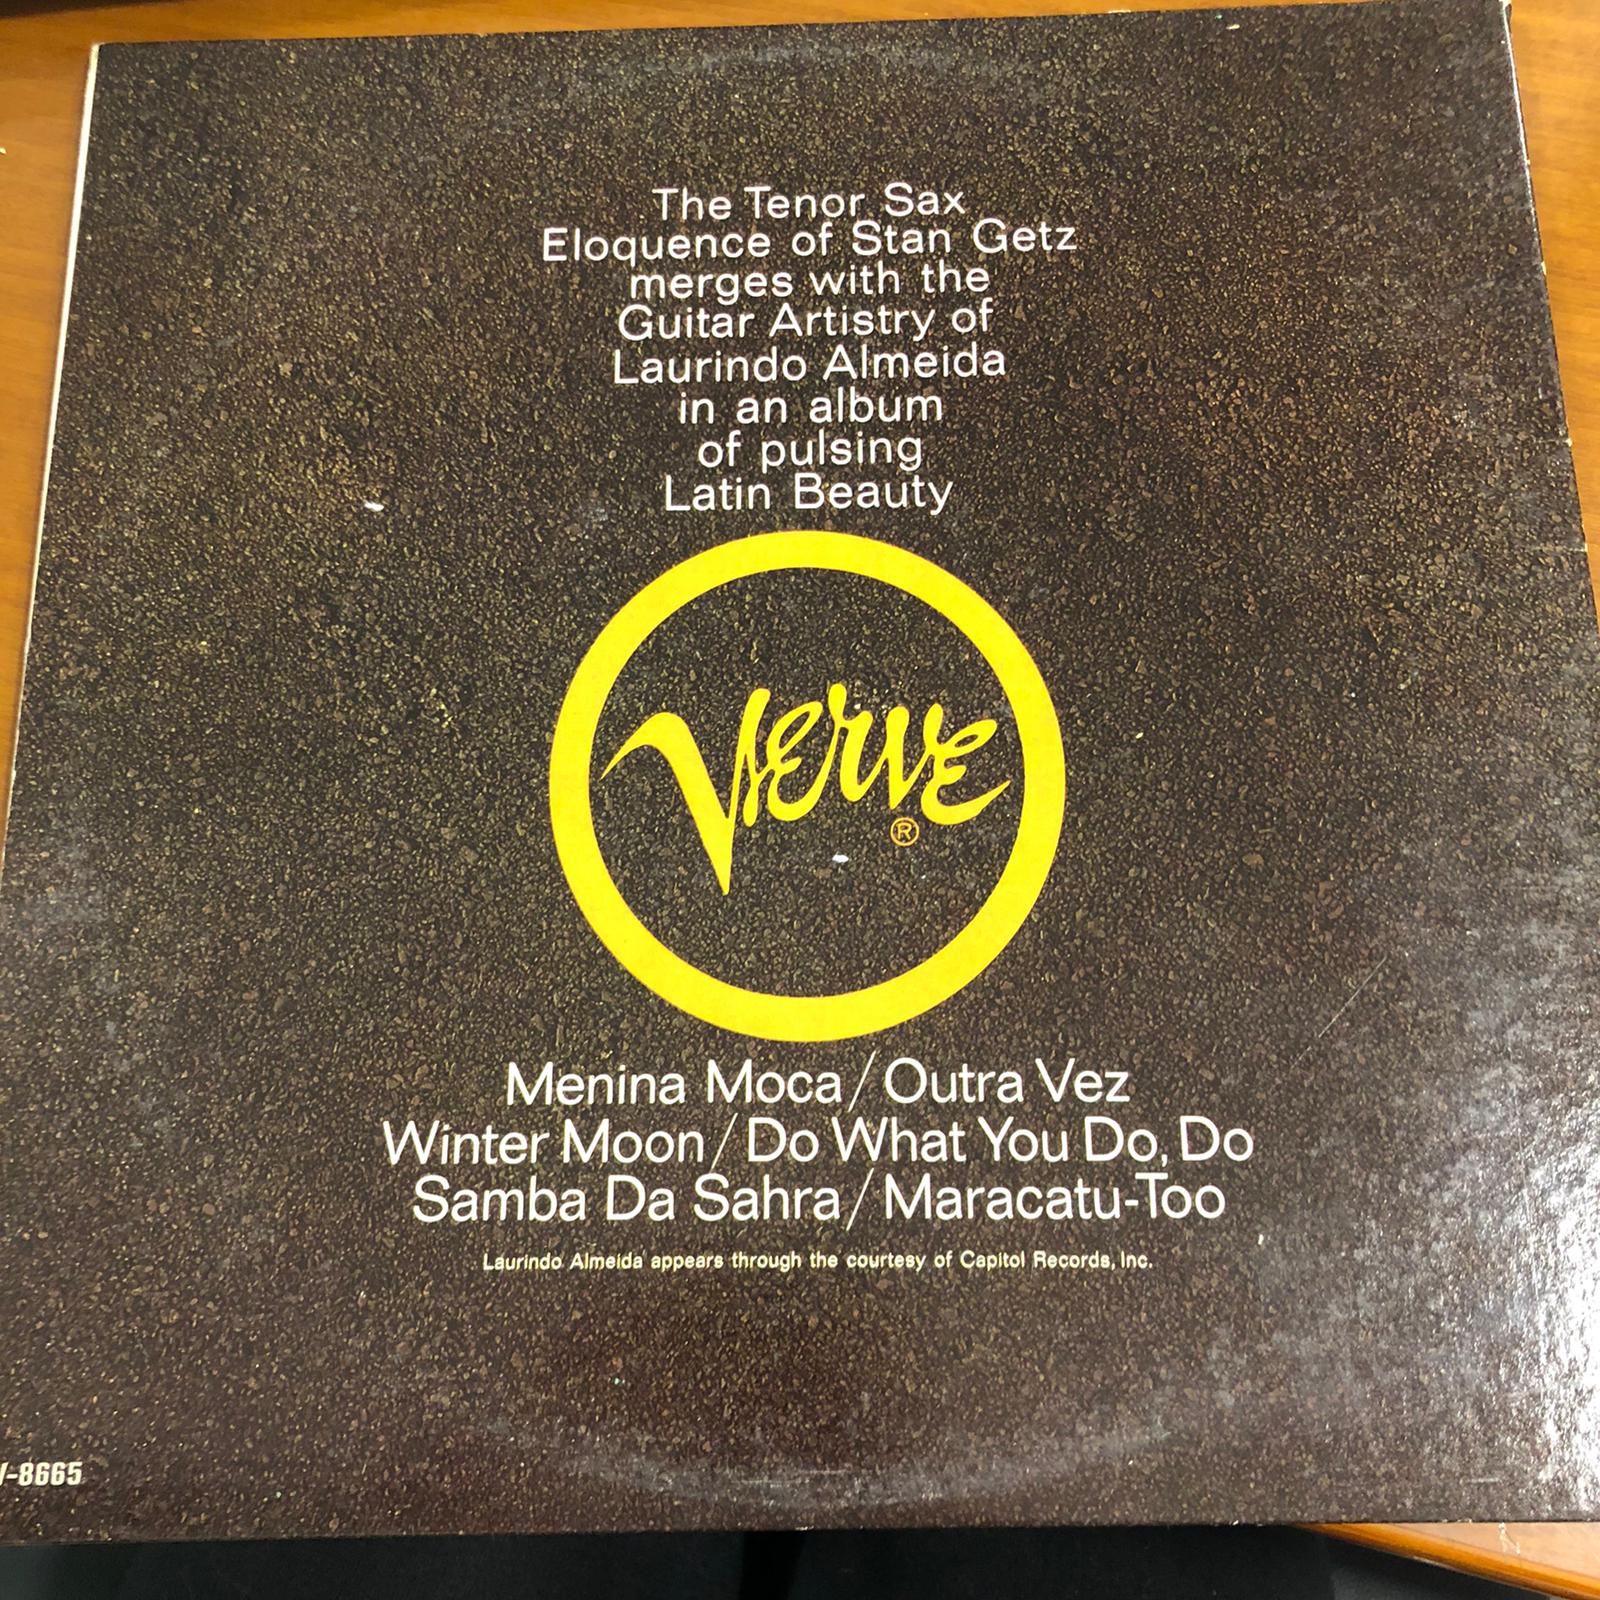 The Tenor Sax
Eloquence of Stan Getz
merges with the
Guitar Artistry of
Laurindo Almeida
in an album
of pulsing
Latin Beauty
Verve
®
Menina Moca/Outra Vez
Winter Moon/Do What You Do, Do
Samba Da Sahra/Maracatu-Too
Laurindo Almeida appears through the courtesy of Capitol Records, Inc.
-8665